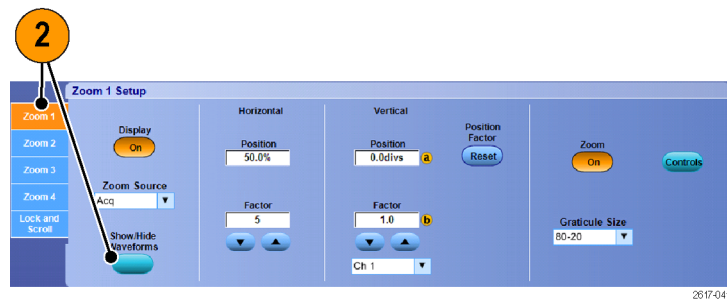 2
Zoom 1 Setup
Zoom 1
Zoom 2
Zoom 3
Zoom 4
Lock and
Scroll
Display
On
Zoom Source
Acq
Show/Hide
Waveforms
Horizontal
Position
50.0%
Factor
5
Vertical
Position
0.0divs
a
Factor
1.0
b
Ch 1
Position
Factor
Reset
Zoom
On
Graticule Size
80-20
Controls